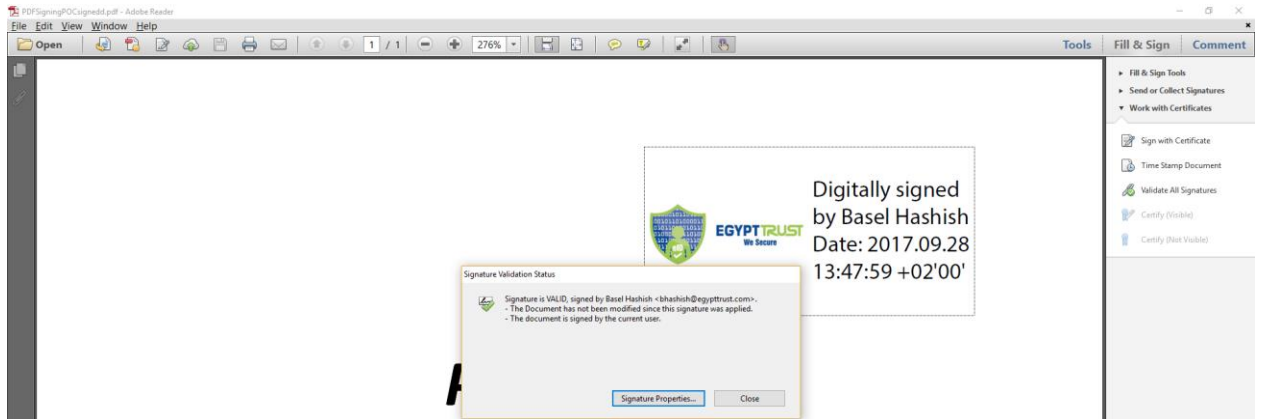 PDFSigningPOCsignedd.pdf - Adobe Reader
File Edit View Window Help
Open 1 / 1 276% Tools Fill & Sign Comment
Fill & Sign Tools
Send or Collect Signatures
Work with Certificates
Sign with Certificate
Time Stamp Document
Validate All Signatures
Certify (Visible)
Certify (Not Visible)
EGYPT TRUST
We Secure
Digitally signed
by Basel Hashish
Date: 2017.09.28
13:47:59 +02'00'
Signature Validation Status
Signature is VALID, signed by Basel Hashish <bhashish@egypttrust.com>.
- The Document has not been modified since this signature was applied.
- The document is signed by the current user.
Signature Properties... Close